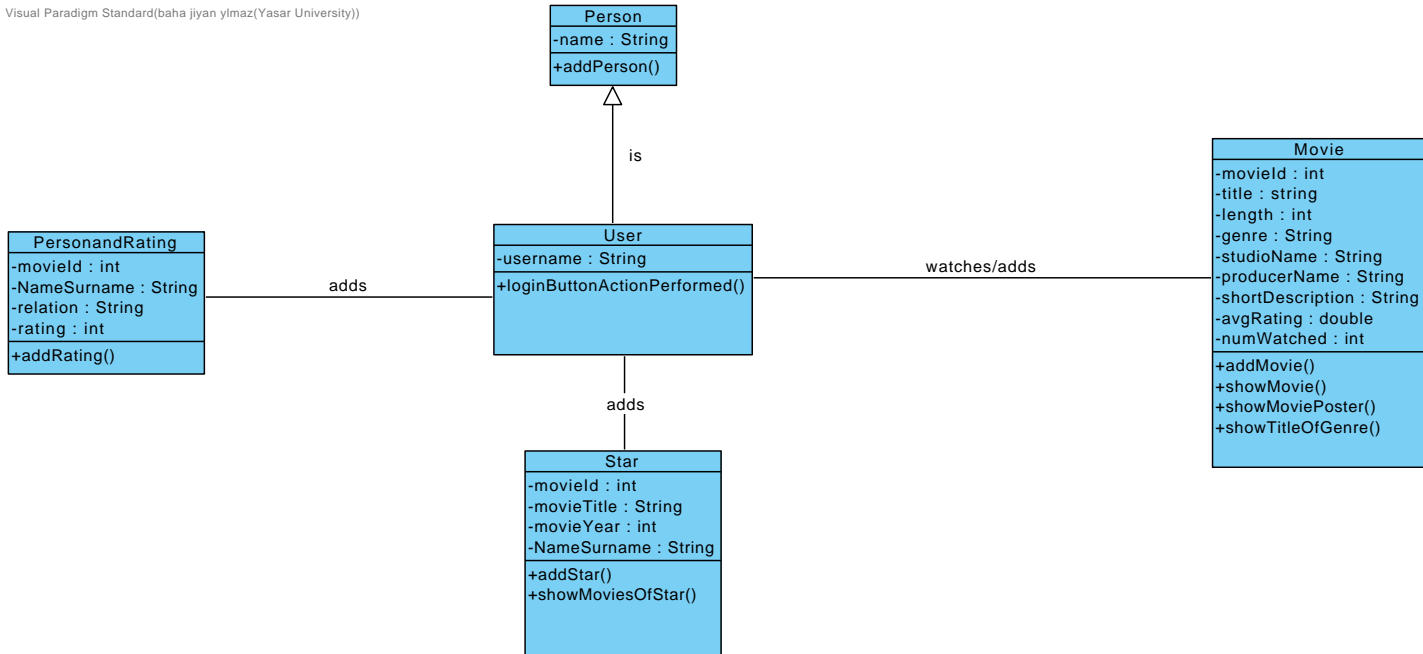 Visual Paradigm Standard(baha jiyan ylmaz(Yasar University))
Person
-name : String
+addPerson()
is
Movie
-movieId : int
-title : string
-length : int
-genre : String
-studioName : String
-producerName : String
-shortDescription : String
-avgRating : double
-numWatched : int
+addMovie()
+showMovie()
+showMoviePoster()
+showTitleOfGenre()
PersonandRating
-movieId : int
-NameSurname : String
-relation : String
-rating : int
+addRating()
adds
User
-username : String
+loginButtonActionPerformed()
watches/adds
adds
Star
-movieId : int
-movieTitle : String
-movieYear : int
-NameSurname : String
+addStar()
+showMoviesOfStar()